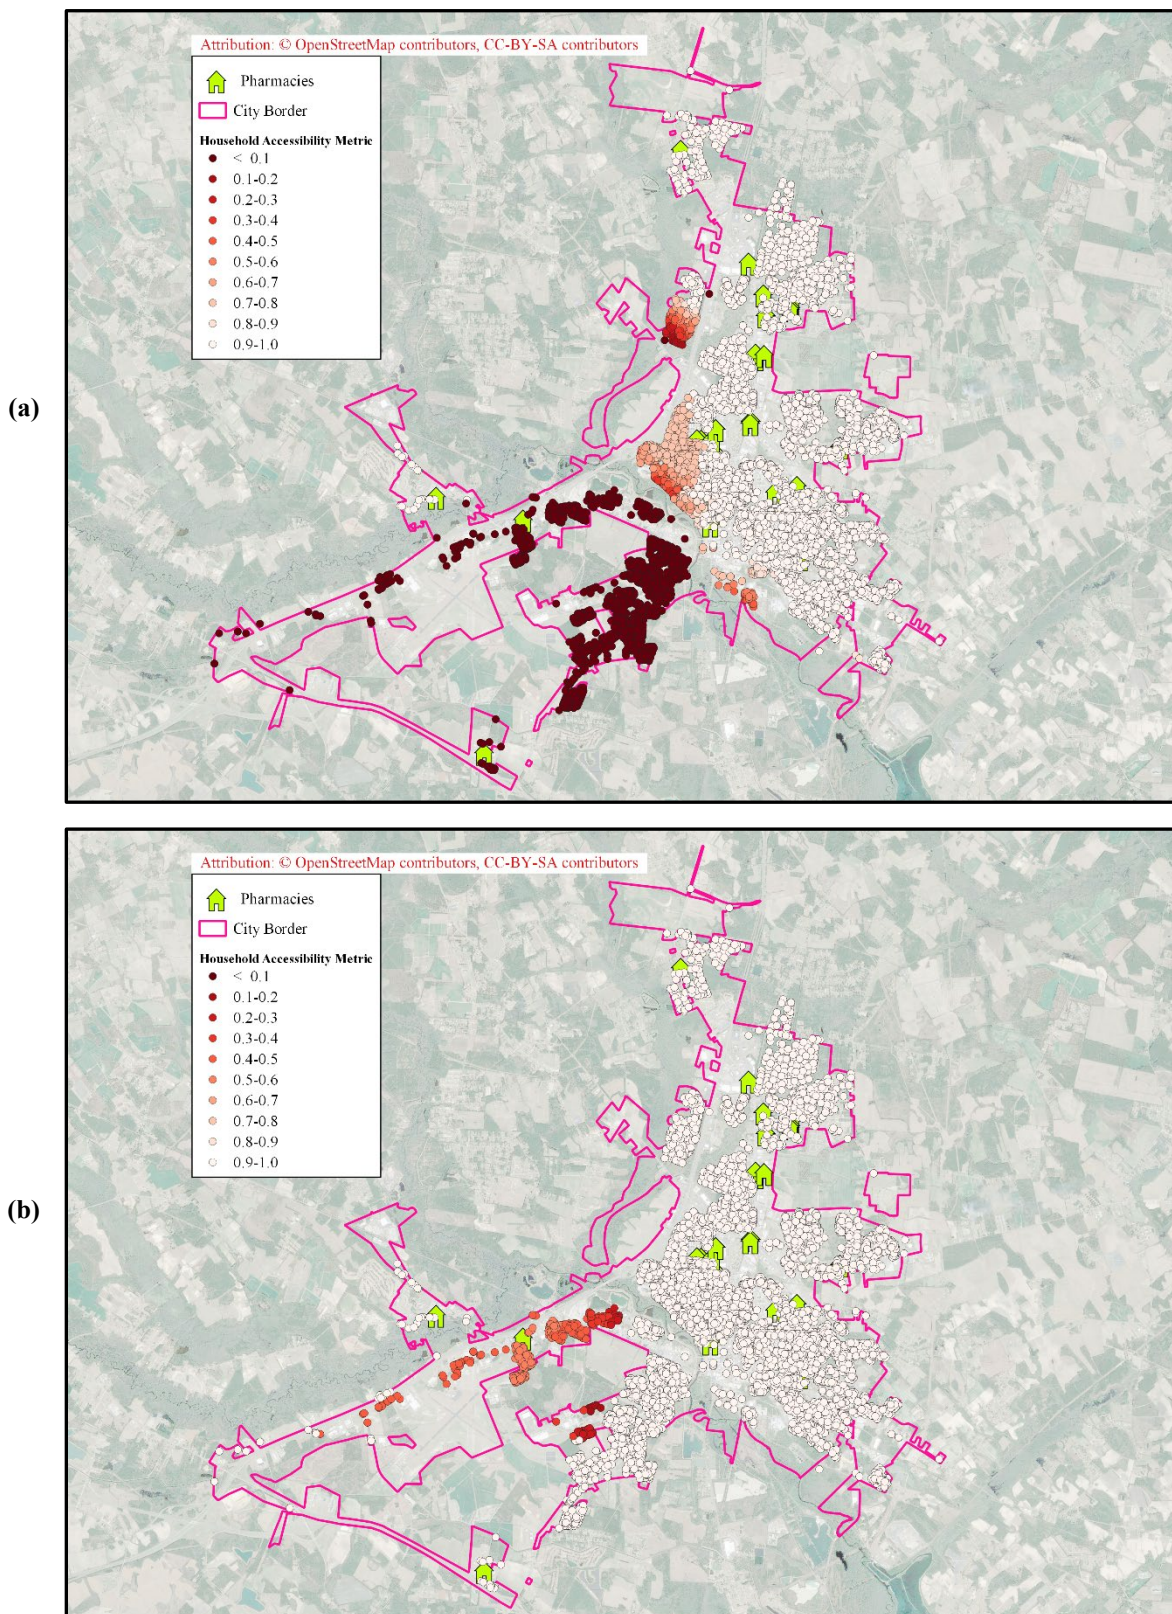 Attribution: © OpenStreetMap contributors, CC-BY-SA contributors
Pharmacies
City Border
Household Accessibility Metric
< 0.1
0.1-0.2
0.2-0.3
0.3-0.4
0.4-0.5
0.5-0.6
0.6-0.7
0.7-0.8
0.8-0.9
0.9-1.0
(a)
Attribution: © OpenStreetMap contributors, CC-BY-SA contributors
Pharmacies
City Border
Household Accessibility Metric
< 0.1
0.1-0.2
0.2-0.3
0.3-0.4
0.4-0.5
0.5-0.6
0.6-0.7
0.7-0.8
0.8-0.9
0.9-1.0
(b)